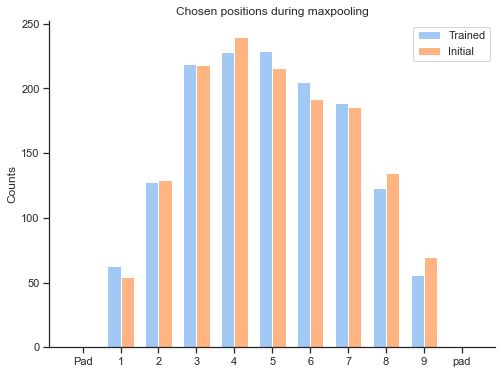 Chosen positions during maxpooling
Trained
Initial
Counts
250
200
150
100
50
0
Pad 1 2 3 4 5 6 7 8 9 pad